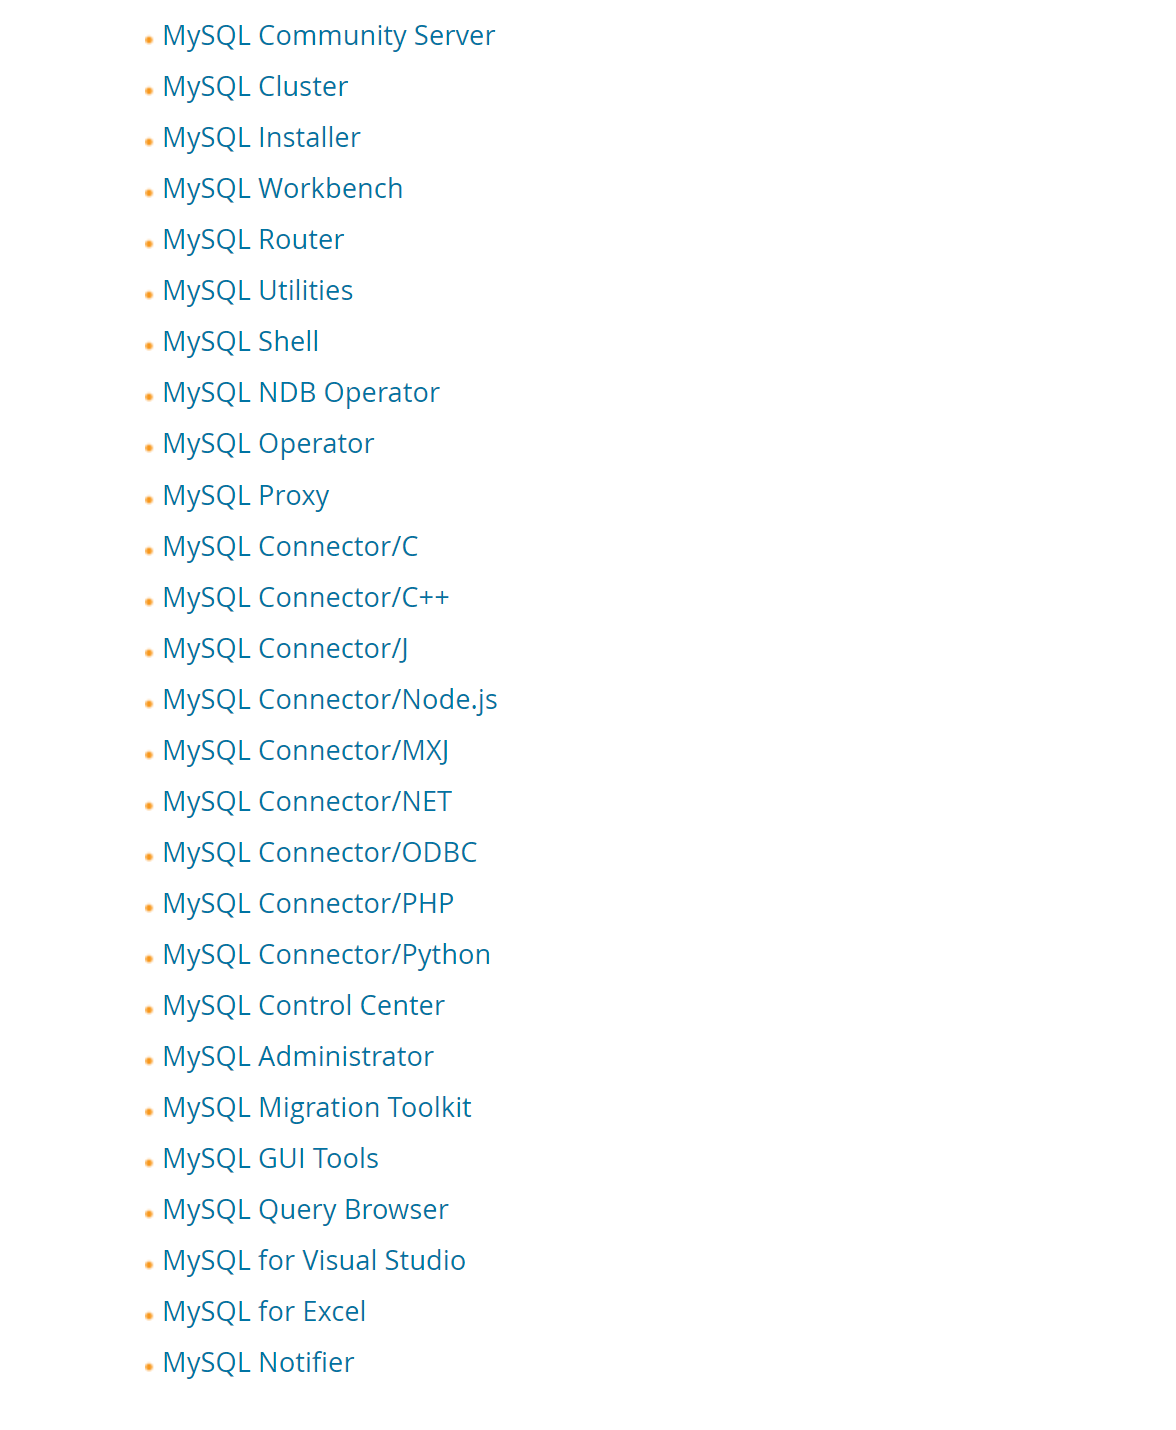 MySQL Community Server
MySQL Cluster
MySQL Installer
MySQL Workbench
MySQL Router
MySQL Utilities
MySQL Shell
MySQL NDB Operator
MySQL Operator
MySQL Proxy
MySQL Connector/C
MySQL Connector/C++
MySQL Connector/J
MySQL Connector/Node.js
MySQL Connector/MXJ
MySQL Connector/NET
MySQL Connector/ODBC
MySQL Connector/PHP
MySQL Connector/Python
MySQL Control Center
MySQL Administrator
MySQL Migration Toolkit
MySQL GUI Tools
MySQL Query Browser
MySQL for Visual Studio
MySQL for Excel
MySQL Notifier